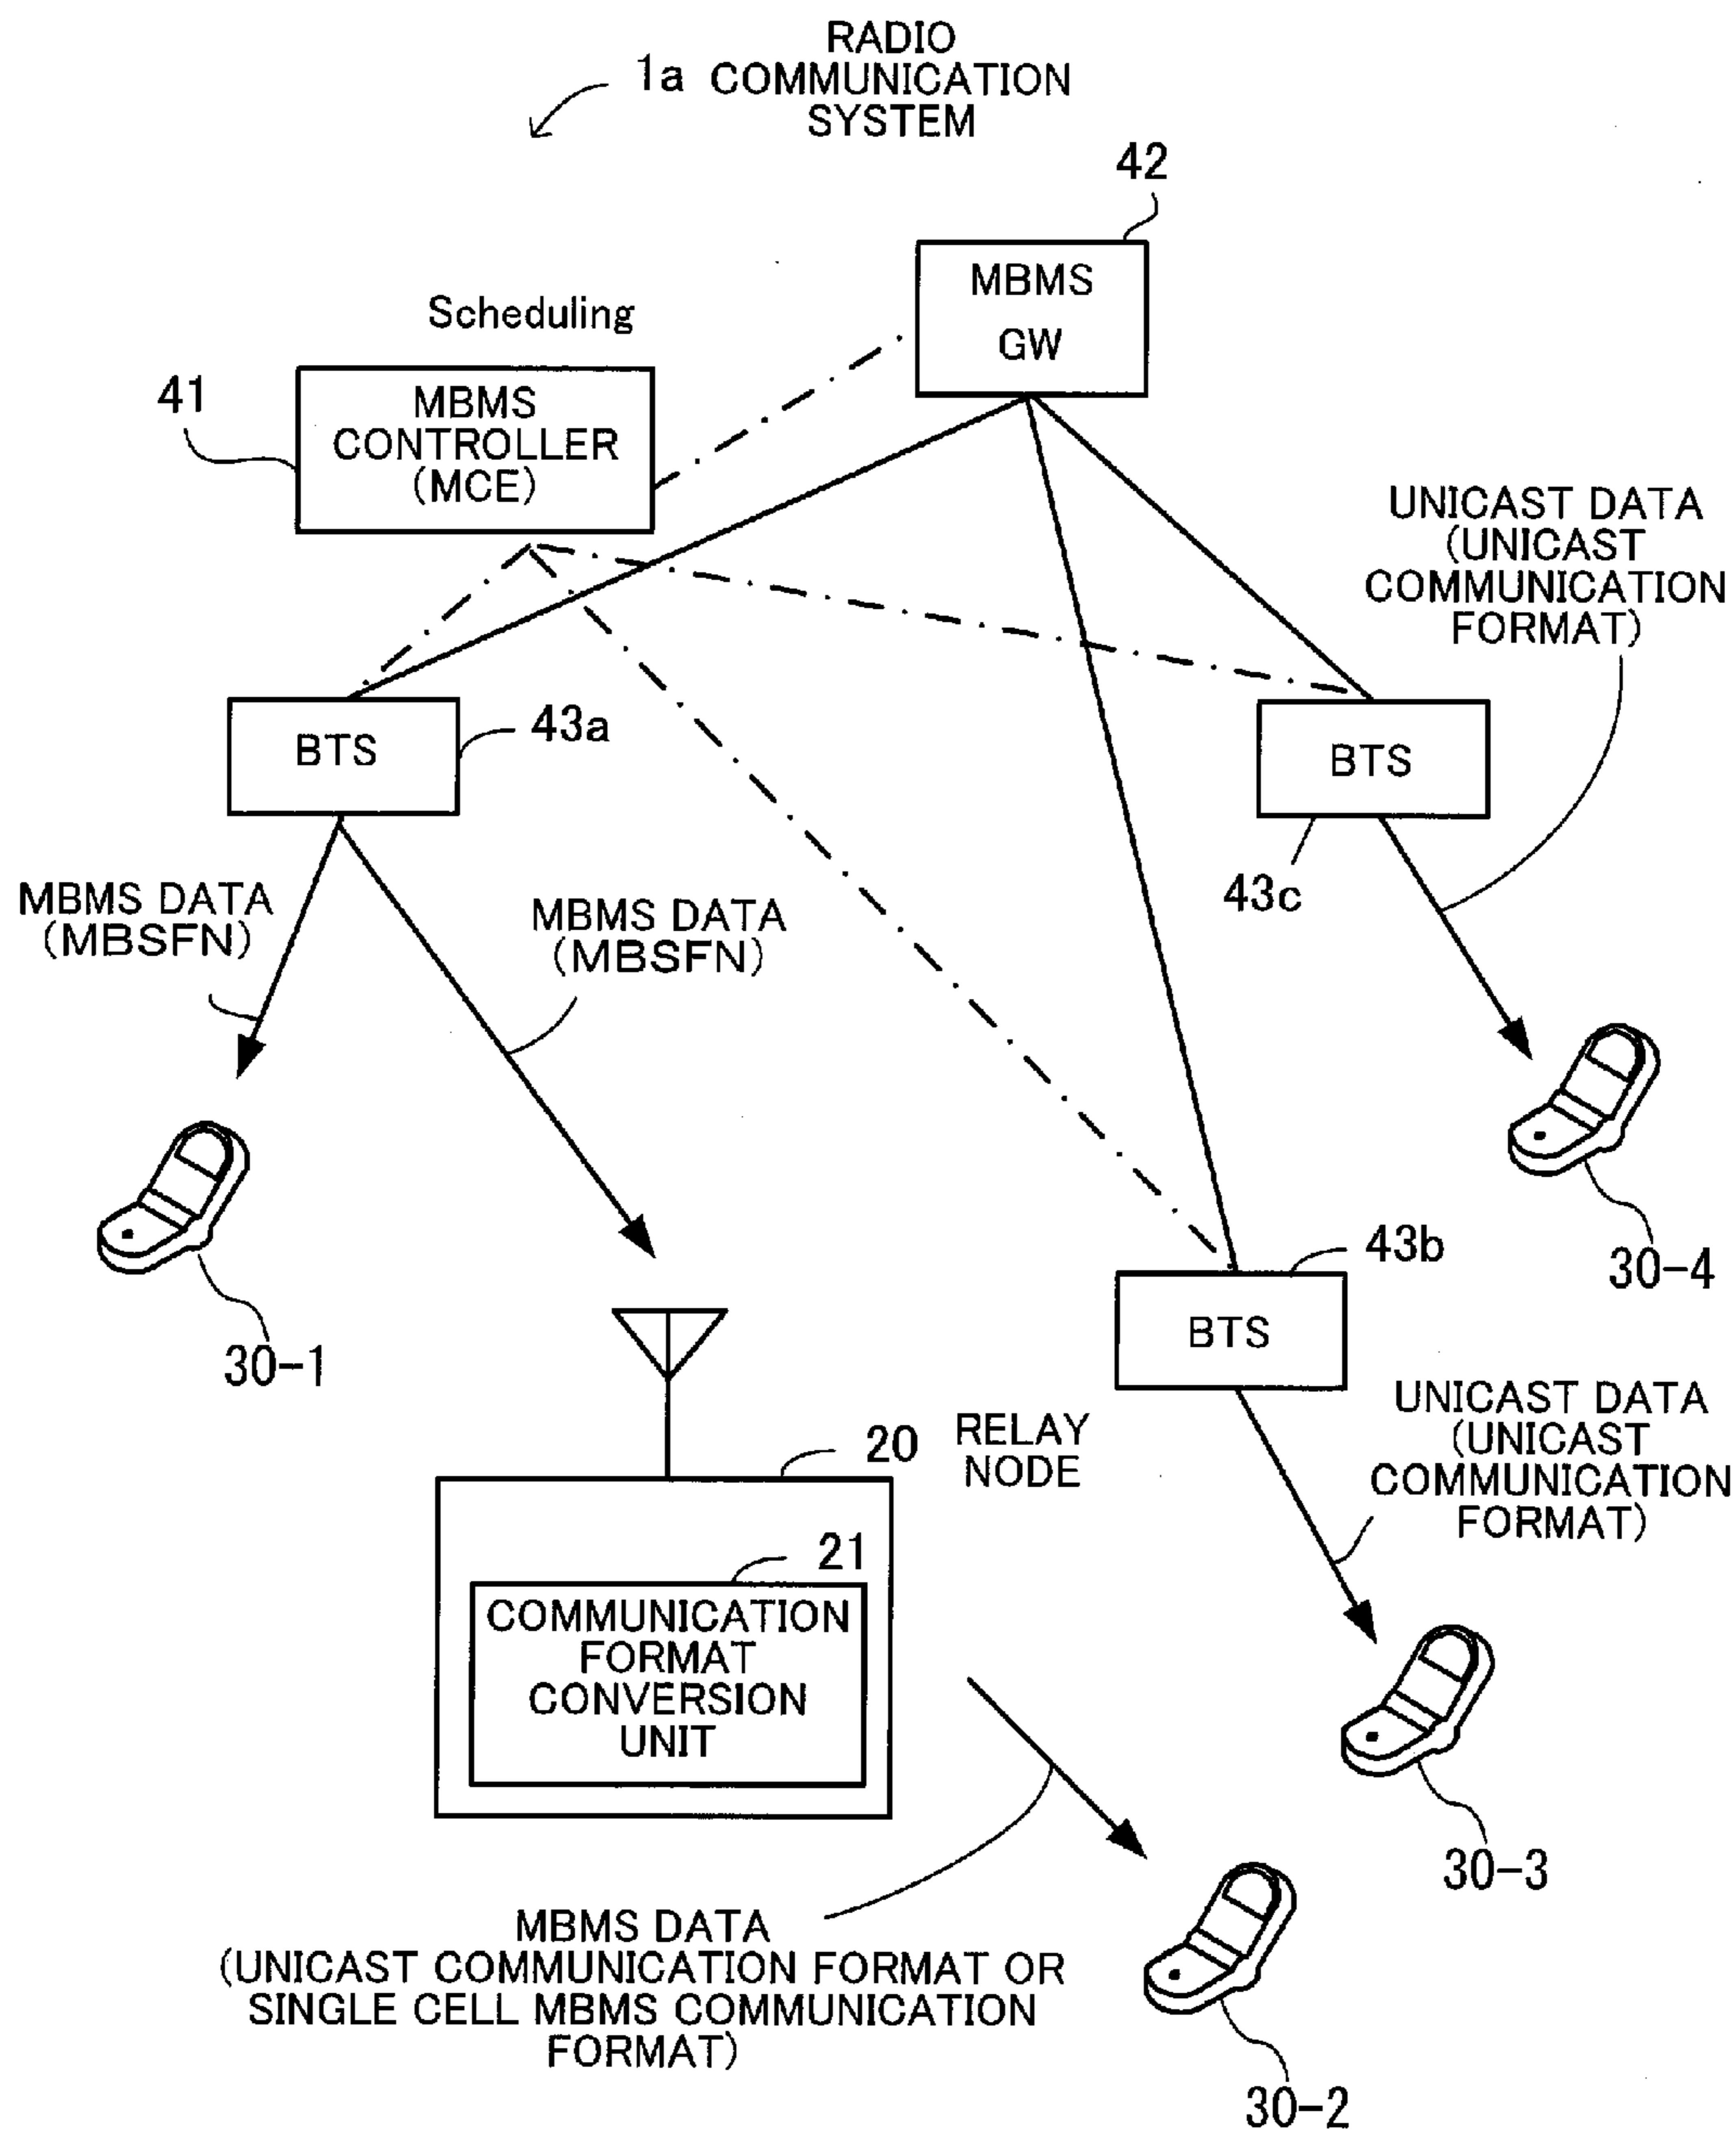 RADIO
1a COMMUNICATION
SYSTEM
42
MBMS
GW
Scheduling
41
MBMS
CONTROLLER
(MCE)
UNICAST DATA
(UNICAST
COMMUNICATION
FORMAT)
BTS
43a
BTS
43c
MBMS DATA
(MBSFN)
MBMS DATA
(MBSFN)
30-1
30-4
43b
BTS
20 RELAY
NODE
UNICAST DATA
(UNICAST
COMMUNICATION
FORMAT)
21
COMMUNICATION
FORMAT
CONVERSION
UNIT
30-3
MBMS DATA
(UNICAST COMMUNICATION FORMAT OR
SINGLE CELL MBMS COMMUNICATION
FORMAT)
30-2